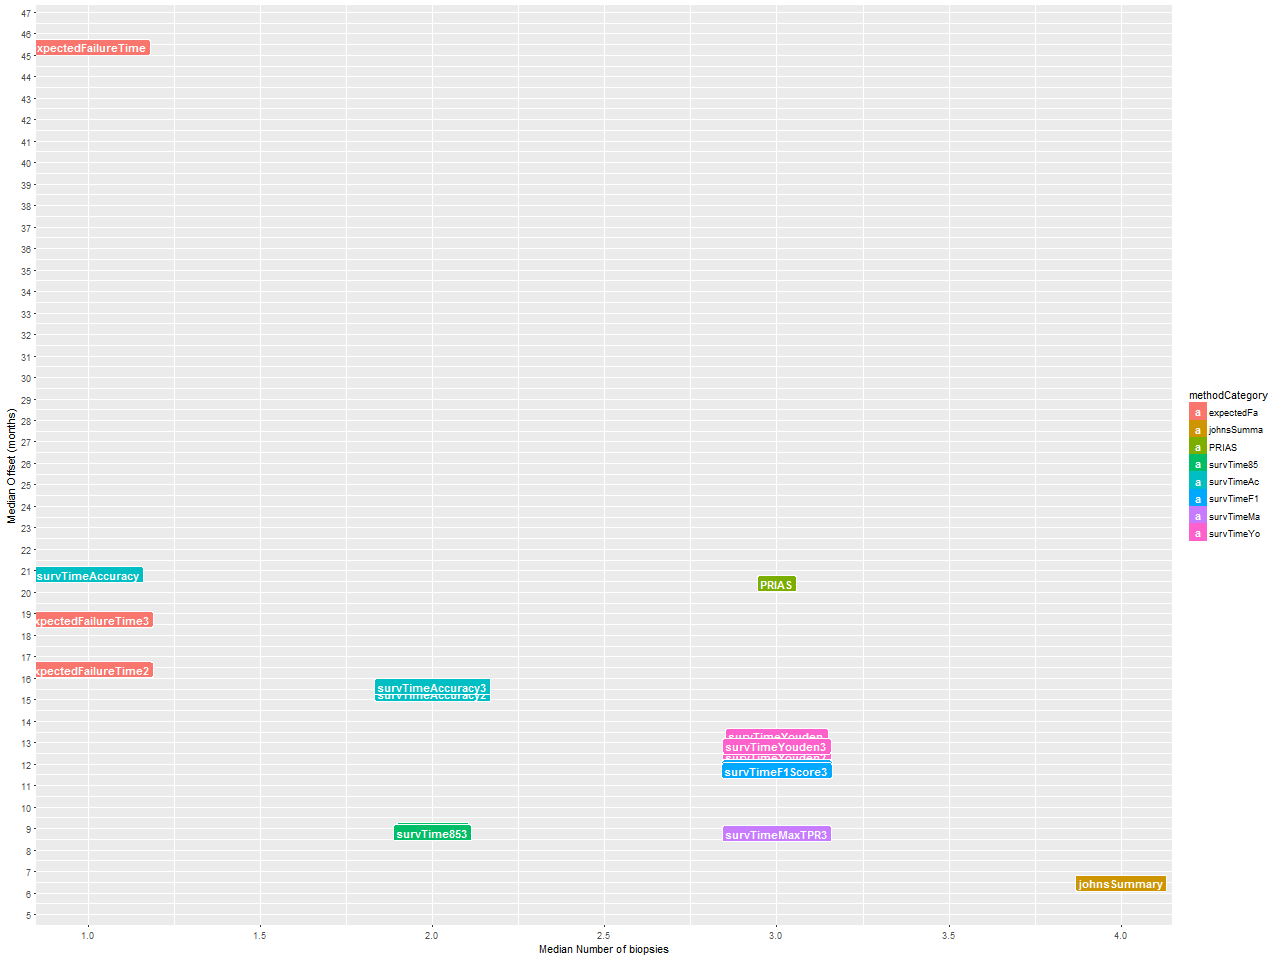 47
46
45
44
43
42
41
40
39
38
37
36
35
34
33
32
31
30
29
28
27
26
25
24
23
22
21
20
19
18
17
16
15
14
13
12
11
10
9
8
7
6
5
Median Offset (months)
xpectedFailureTime
survTimeAccuracy
PRIAS
xpectedFailureTime3
xpectedFailureTime2
survTimeAccuracy3
survTimeAccuracy2
survTimeYouden
survTimeYouden3
survTimeYouden2
survTimeF1Score3
survTime853
survTimeMaxTPR3
johnsSummary
1.0 1.5 2.0 2.5 3.0 3.5 4.0
Median Number of biopsies
methodCategory
a expectedFa
a johnsSumma
a PRIAS
a survTime85
a survTimeAc
a survTimeF1
a survTimeMa
a survTimeYo